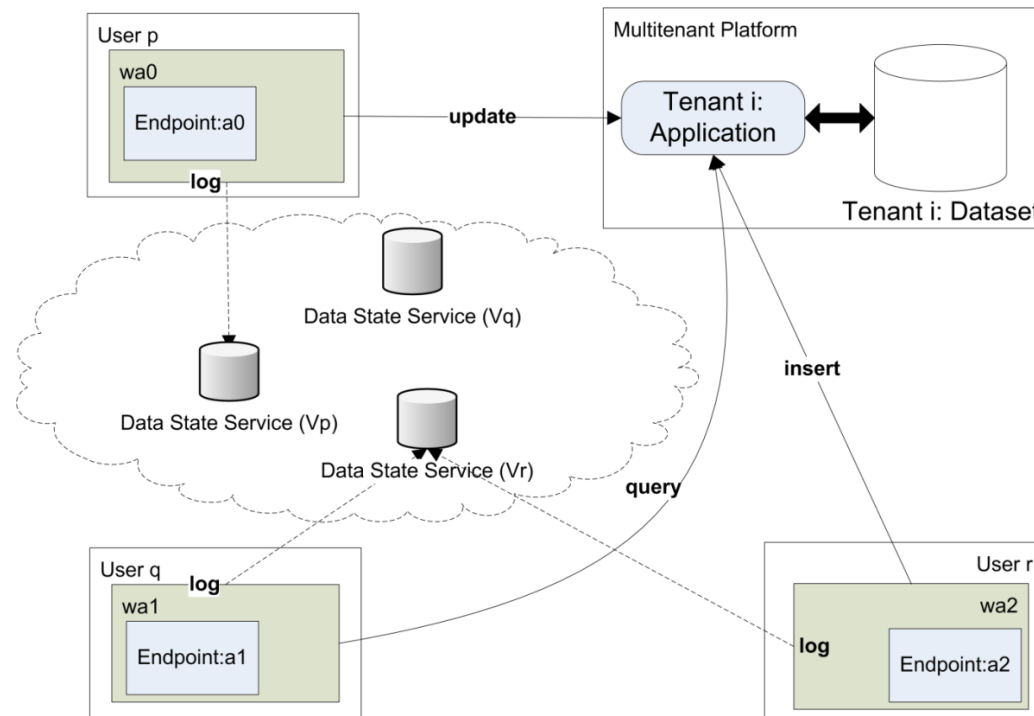 User p
wa0
Endpoint:a0
log
update
Multitenant Platform
Tenant i:
Application
Tenant i: Dataset
Data State Service (Vq)
Data State Service (Vp)
Data State Service (Vr)
insert
query
User q
log
wa1
Endpoint:a1
User r
wa2
log
Endpoint:a2